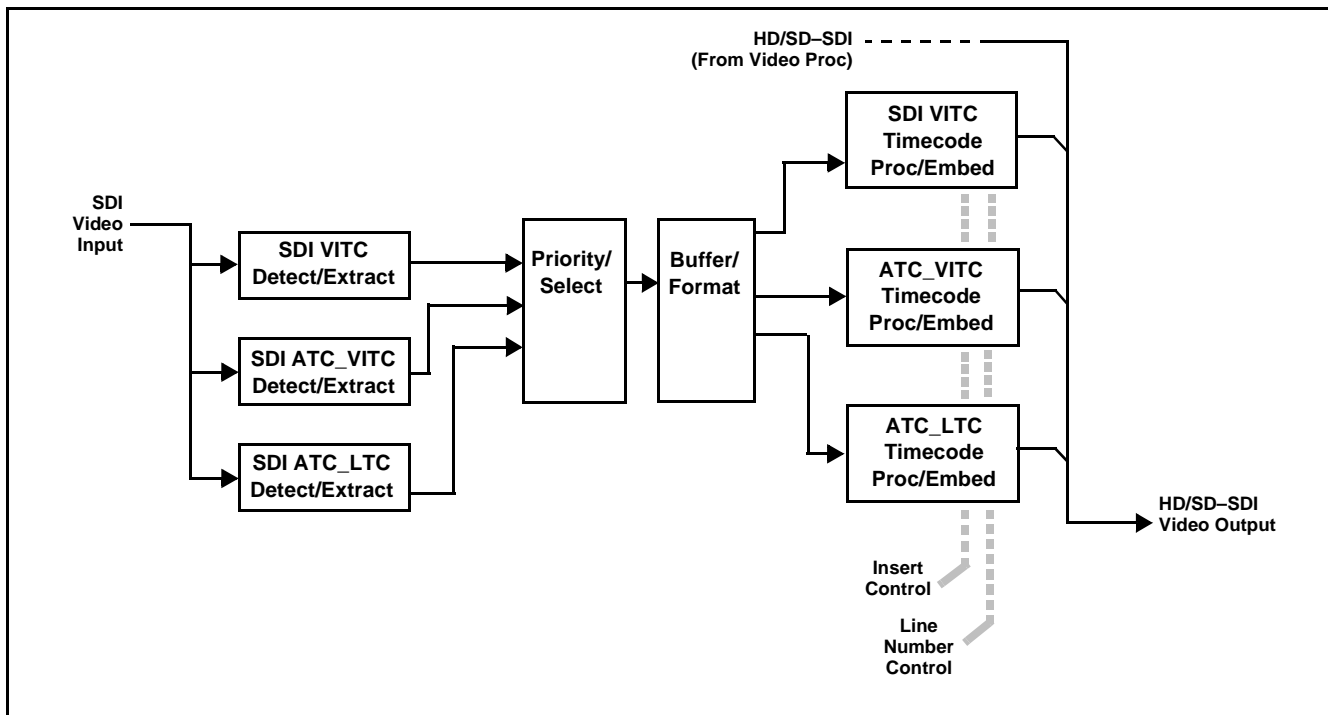 HD/SD–SDI
(From Video Proc)
SDI VITC
Timecode
Proc/Embed
SDI
Video
Input
SDI VITC
Detect/Extract
Priority/
Select
Buffer/
Format
ATC_VITC
Timecode
Proc/Embed
SDI ATC_VITC
Detect/Extract
ATC_LTC
Timecode
Proc/Embed
SDI ATC_LTC
Detect/Extract
HD/SD–SDI
Video Output
Insert
Control
Line
Number
Control